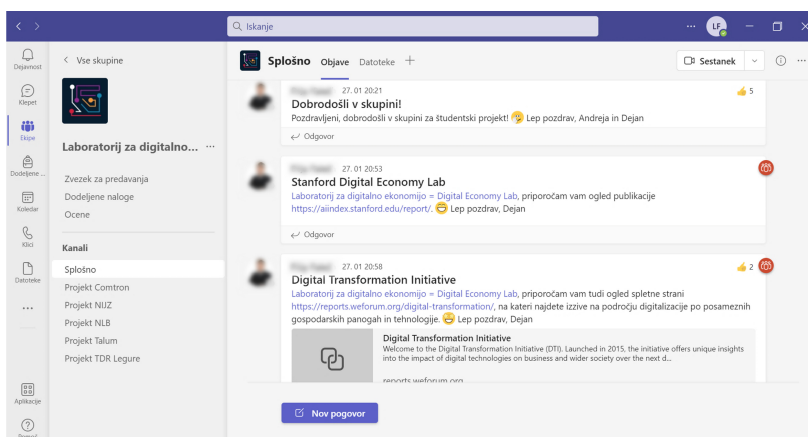 Iskanje
LF
Dejavnost
Klepet
Ekipe
Dodeljene ...
Koledar
Klici
Datoteke
Aplikacije
Pomoč
Vse skupine
Laboratorij za digitalno...
Zvezek za predavanja
Dodeljene naloge
Ocene
Kanali
Splošno
Projekt Comtron
Projekt NIJZ
Projekt NLB
Projekt Talum
Projekt TDR Legure
Splošno Objave Datoteke +
Sestanek
27. 01 20:21
5
Dobrodošli v skupini!
Pozdravljeni, dobrodošli v skupini za študentski projekt! Lep pozdrav, Andreja in Dejan
Odgovor
27. 01 20:53
Stanford Digital Economy Lab
Laboratorij za digitalno ekonomijo = Digital Economy Lab, priporočam vam ogled publikacije
https://aiindex.stanford.edu/report/. Lep pozdrav, Dejan
Odgovor
27. 01 20:58
2
Digital Transformation Initiative
Laboratorij za digitalno ekonomijo = Digital Economy Lab, priporočam vam tudi ogled spletne strani
https://reports.weforum.org/digital-transformation/, na kateri najdete izzive na področju digitalizacije po posameznih
gospodarskih panogah in tehnologije. Lep pozdrav, Dejan
Digital Transformation Initiative
Welcome to the Digital Transformation Initiative (DTI). Launched in 2015, the initiative offers unique insights
into the impact of digital technologies on business and wider society over the next d...
reports.weforum.org
Nov pogovor